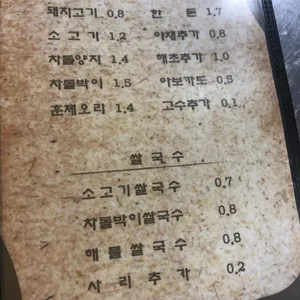 돼지고기 0.8 한 돈 1.7
소고기 1.2 야채추가 0.8
차돌양지 1.4 해초추가 1.0
차돌박이 1.5 아보카도 0.5
훈제오리 1.4 고수추가 0.1
쌀국수
소고기쌀국수 0.7
차돌박이쌀국수 0.8
해물쌀국수 0.8
사리추가 0.2